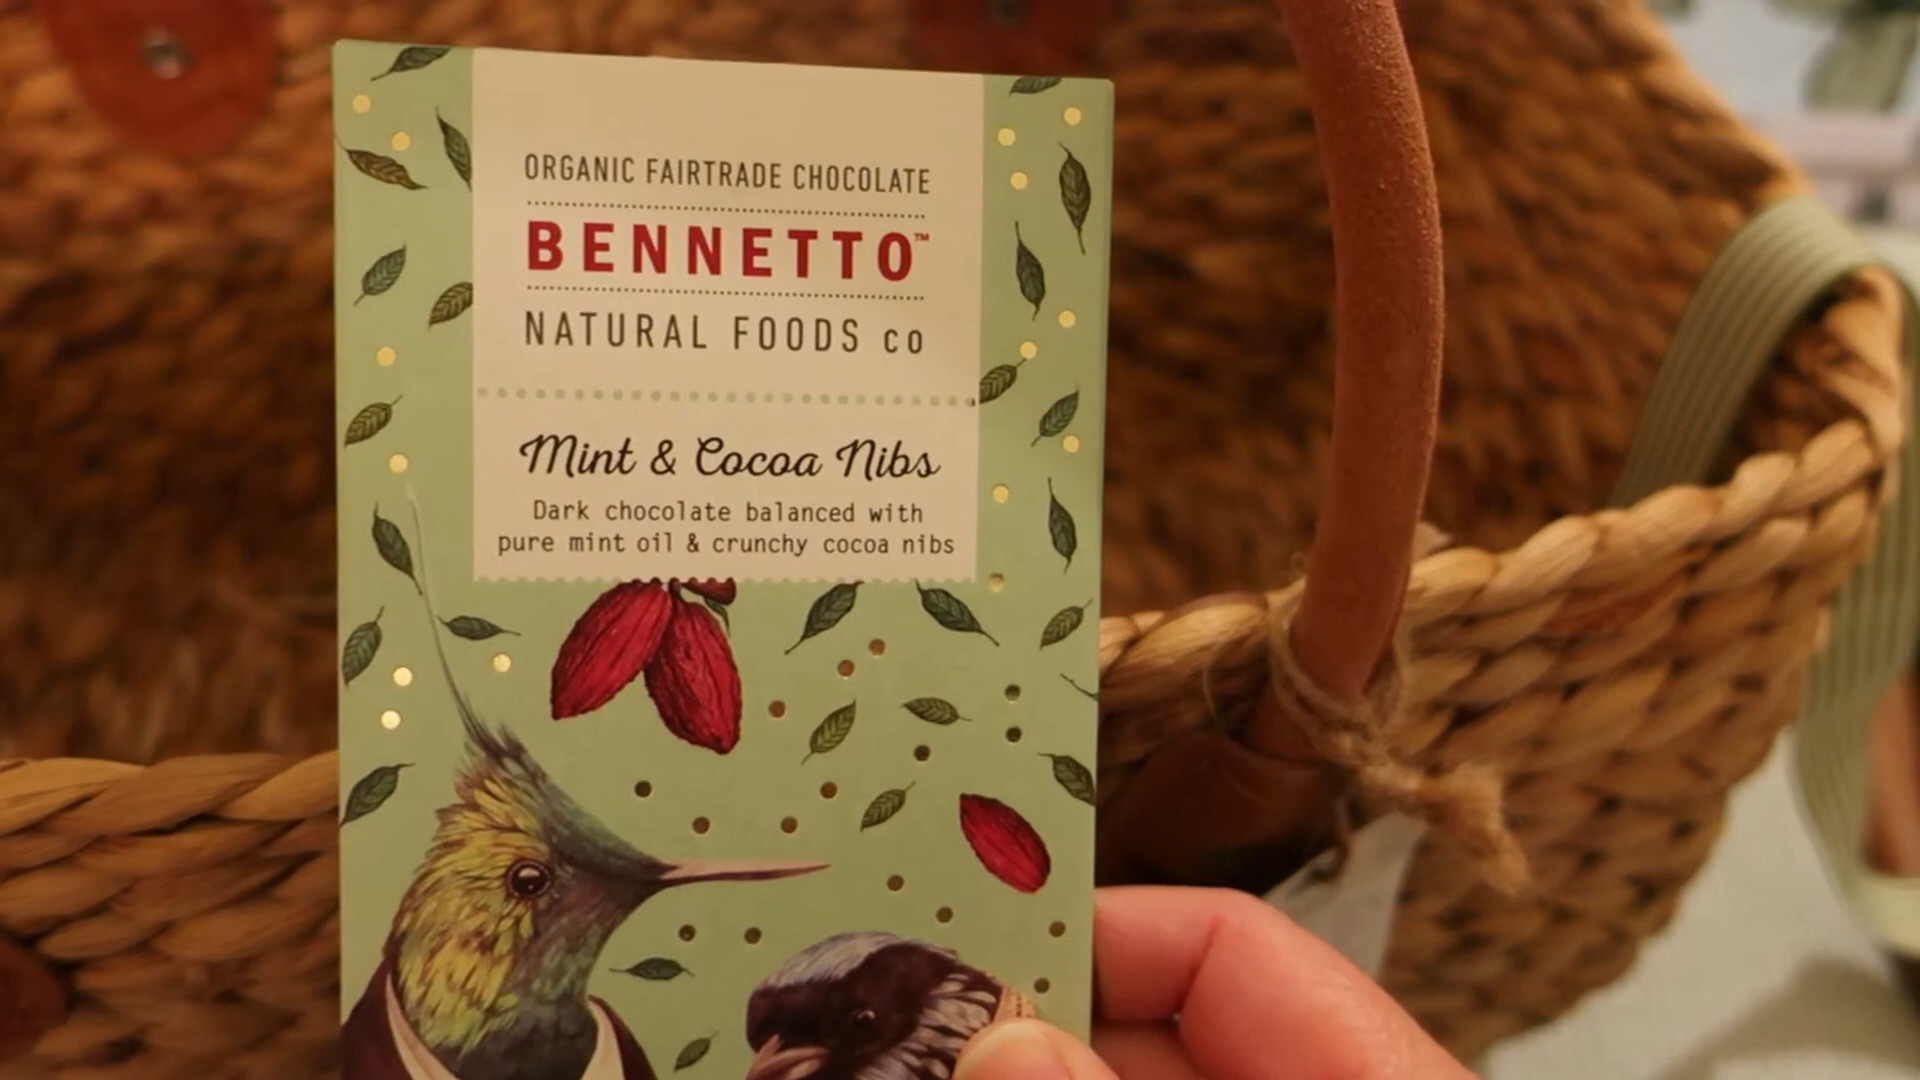 ORGANIC FAIRTRADE CHOCOLATE
BENNETTO™
NATURAL FOODS co
Mint & Cocoa Nibs
Dark chocolate balanced with
pure mint oil & crunchy cocoa nibs